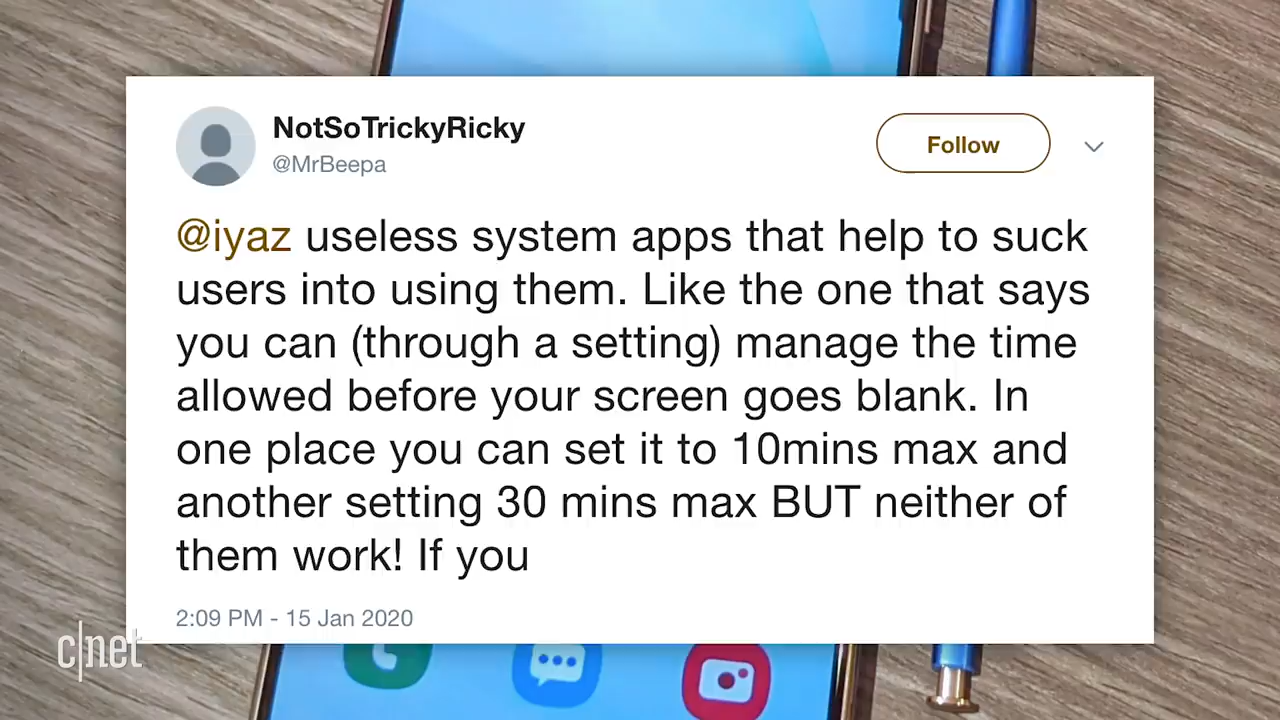 NotSoTrickyRicky
@MrBeepa
Follow
@iyaz useless system apps that help to suck
users into using them. Like the one that says
you can (through a setting) manage the time
allowed before your screen goes blank. In
one place you can set it to 10mins max and
another setting 30 mins max BUT neither of
them work! If you
2:09 PM - 15 Jan 2020
c|net